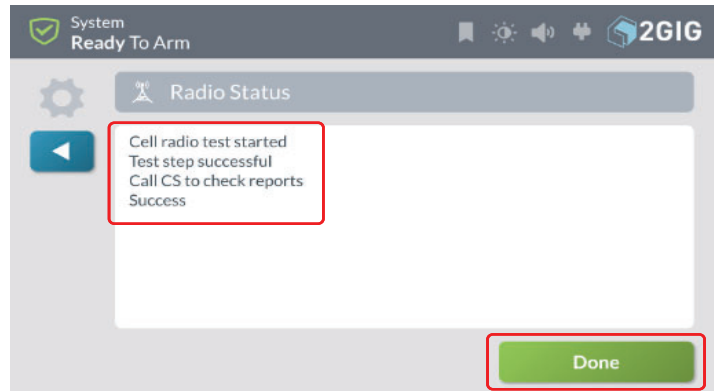 System
Ready To Arm
2GIG
Radio Status
Cell radio test started
Test step successful
Call CS to check reports
Success
Done